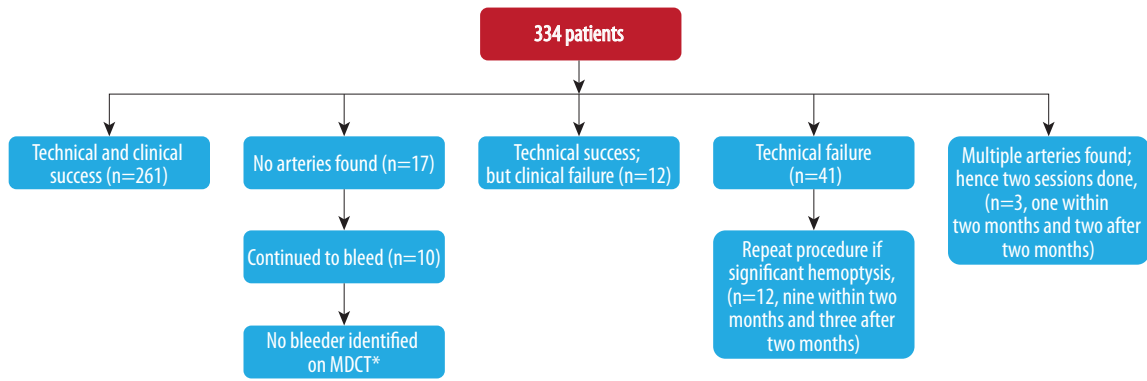 334 patients
Technical and clinical
success (n=261)
No arteries found (n=17)
Continued to bleed (n=10)
No bleeder identified
on MDCT*
Technical success;
but clinical failure (n=12)
Technical failure
(n=41)
Repeat procedure if
significant hemoptysis,
(n=12, nine within two
months and three after
two months)
Multiple arteries found;
hence two sessions done,
(n=3, one within
two months and two after
two months)